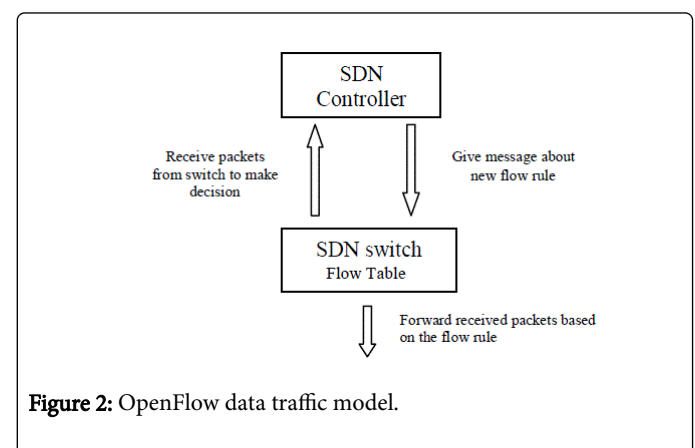 SDN
Controller
Receive packets
from switch to make
decision
Give message about
new flow rule
SDN switch
Flow Table
Forward received packets based
on the flow rule
Figure 2: OpenFlow data traffic model.